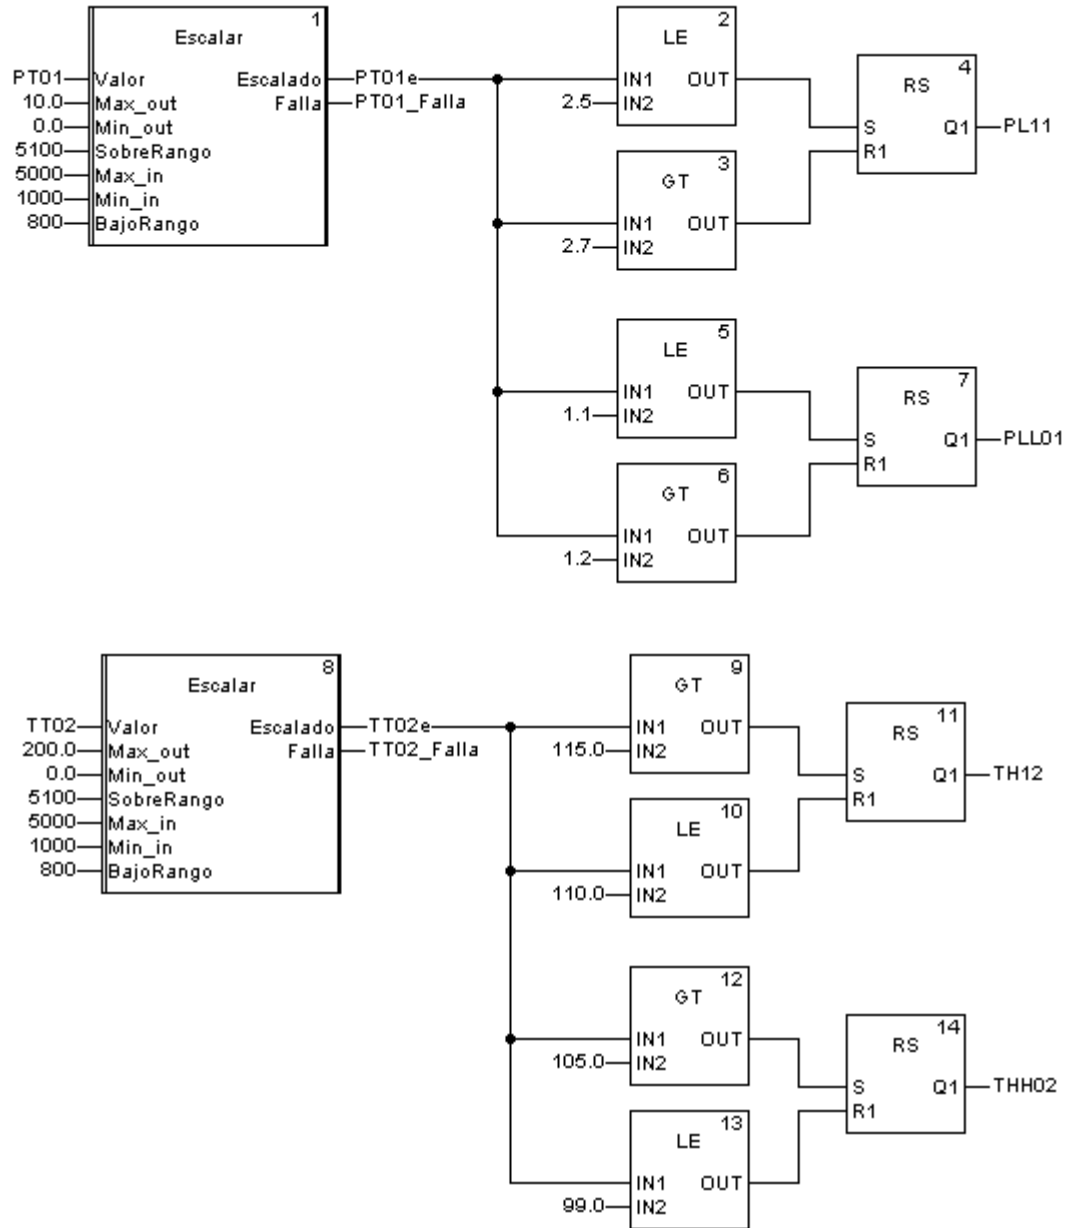 1
Escalar
PT01 Valor Escalado PT01e
10.0 Max_out Falla PT01_Falla
0.0 Min_out
5100 SobreRango
5000 Max_in
1000 Min_in
800 BajoRango
2
LE
IN1 OUT
2.5 IN2
3
GT
IN1 OUT
2.7 IN2
4
RS
S Q1 PL11
R1
5
LE
IN1 OUT
1.1 IN2
6
GT
IN1 OUT
1.2 IN2
7
RS
S Q1 PLL01
R1
8
Escalar
TT02 Valor Escalado TT02e
200.0 Max_out Falla TT02_Falla
0.0 Min_out
5100 SobreRango
5000 Max_in
1000 Min_in
800 BajoRango
9
GT
IN1 OUT
115.0 IN2
10
LE
IN1 OUT
110.0 IN2
11
RS
S Q1 TH12
R1
12
GT
IN1 OUT
105.0 IN2
13
LE
IN1 OUT
99.0 IN2
14
RS
S Q1 THH02
R1